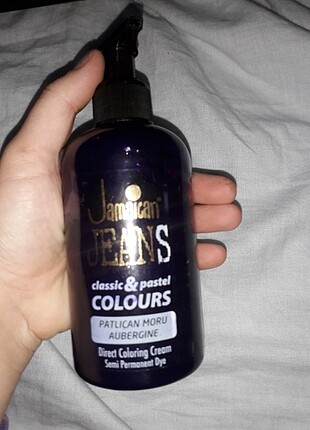 Jamaican
JEANS
classic & pastel
COLOURS
PATLICAN MORU
AUBERGINE
Direct Coloring Cream
Semi Permanent Dye